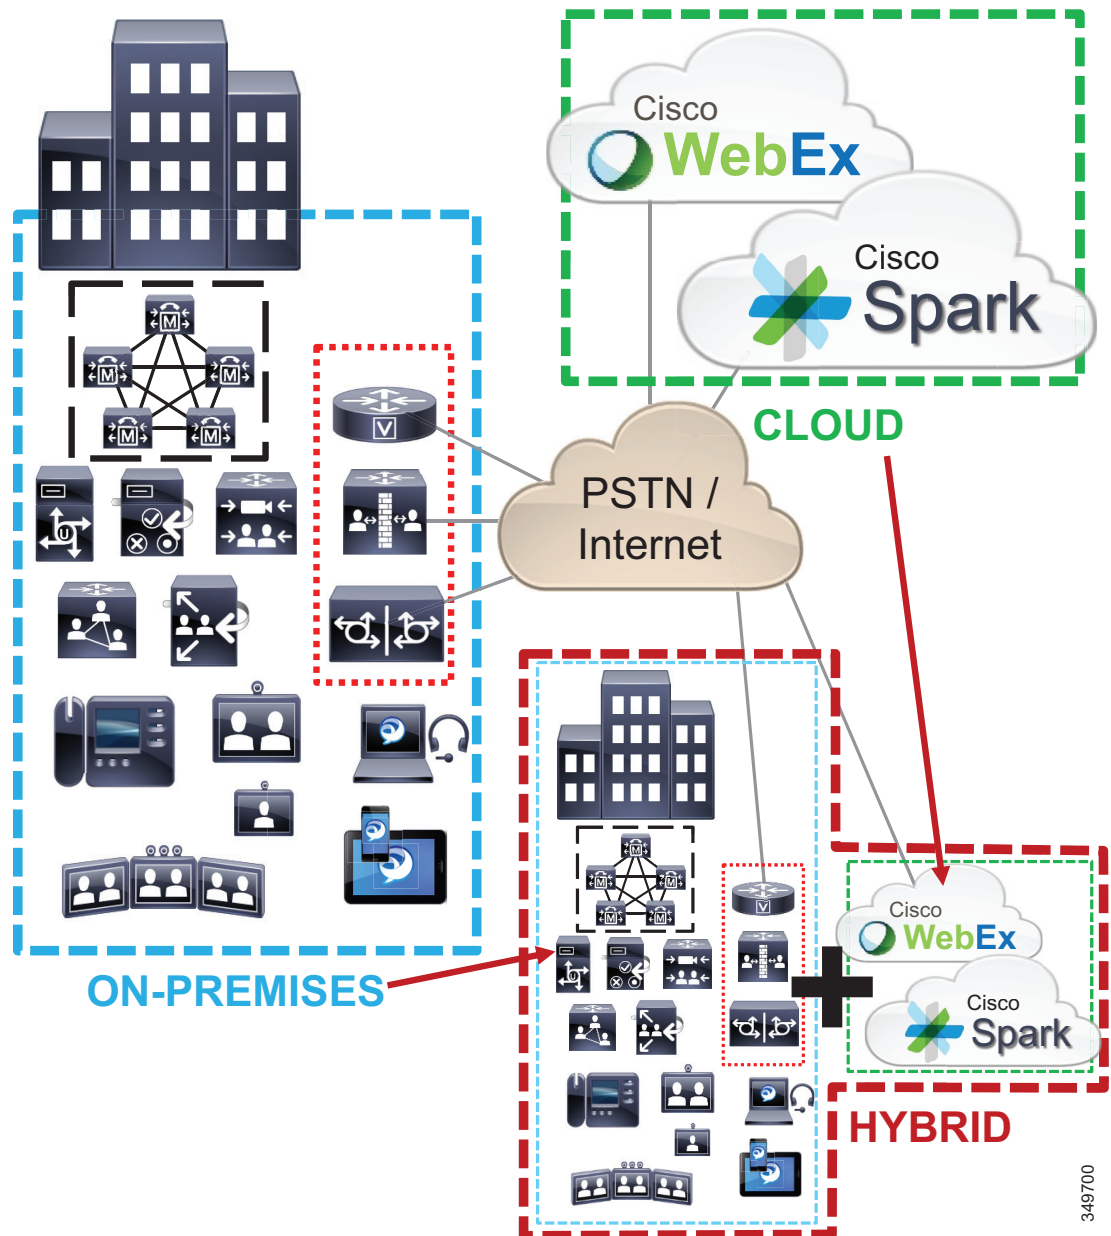 Cisco
WebEx
Cisco
Spark
CLOUD
M
M
M
M
M
V
U
PSTN /
Internet
ON-PREMISES
M
M
M
M
M
V
U
Cisco
WebEx
Cisco
Spark
HYBRID
349700